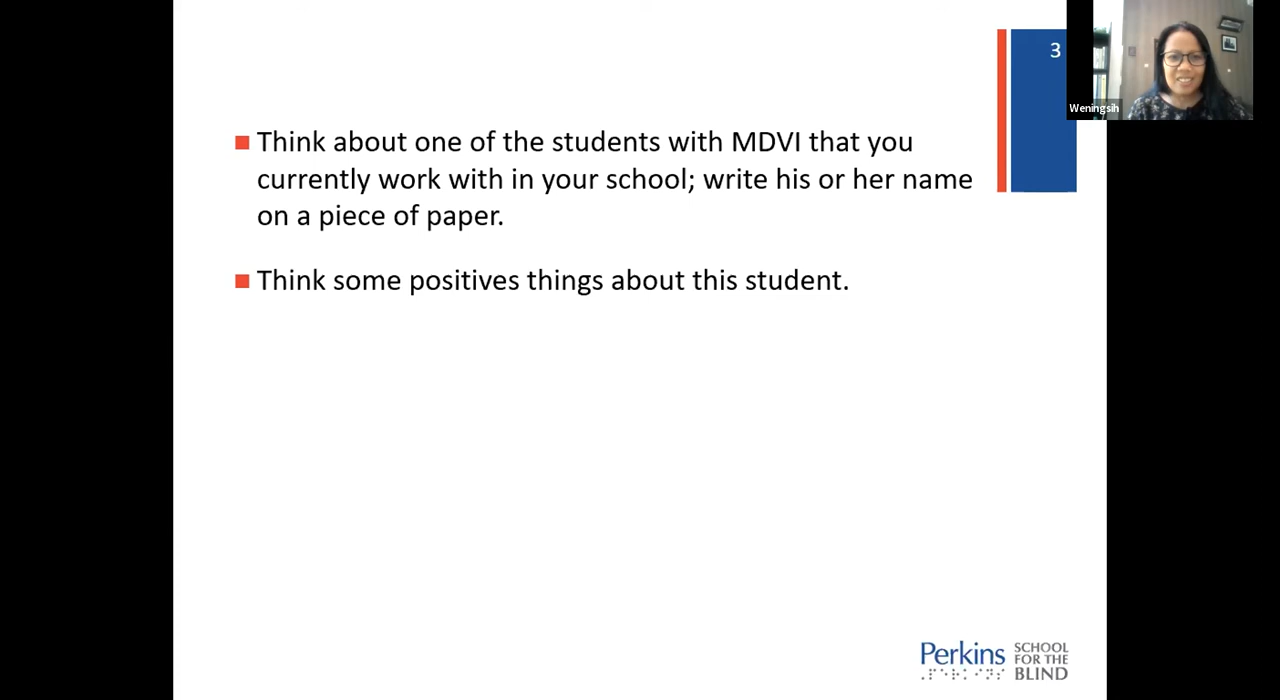 3
Weningsih
Think about one of the students with MDVI that you
currently work with in your school; write his or her name
on a piece of paper.
Think some positives things about this student.
Perkins
SCHOOL
FOR THE
BLIND